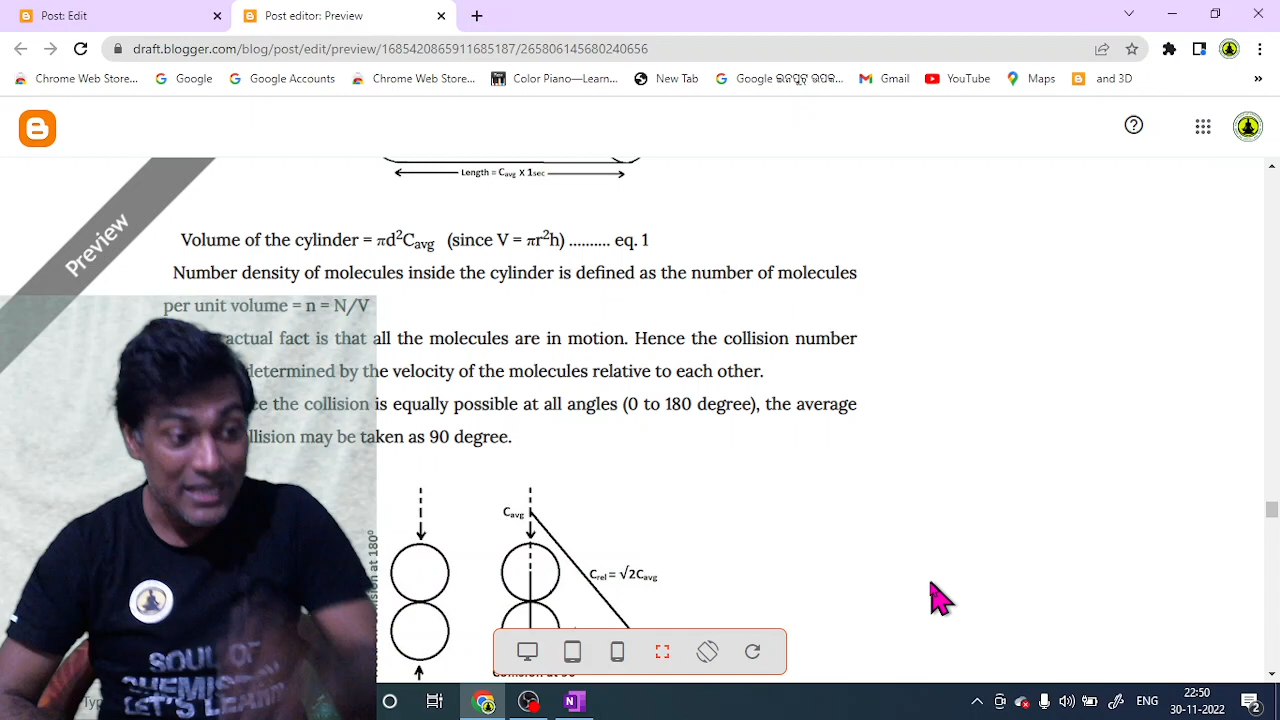 Post Edit
Post editor: Preview
draft.blogger.com/blog/post/edit/preview/1685420865911685187/265806145680240656
Chrome Web Store...
Google
Google Accounts
Chrome Web Store...
Color Piano—Learn...
New Tab
Google
Gmail
YouTube
Maps
and 3D
»
Preview
Length = Cavg X 1sec
Volume of the cylinder = πd²Cavg (since V = πr²h) .......... eq. 1
Number density of molecules inside the cylinder is defined as the number of molecules
per unit volume = n = N/V
actual fact is that all the molecules are in motion. Hence the collision number
determined by the velocity of the molecules relative to each other.
the collision is equally possible at all angles (0 to 180 degree), the average
may be taken as 90 degree.
Cavg
Crel = √2Cavg
at 180⁰
SOUL OF
LET'S
ENG
22:50
30-11-2022
2